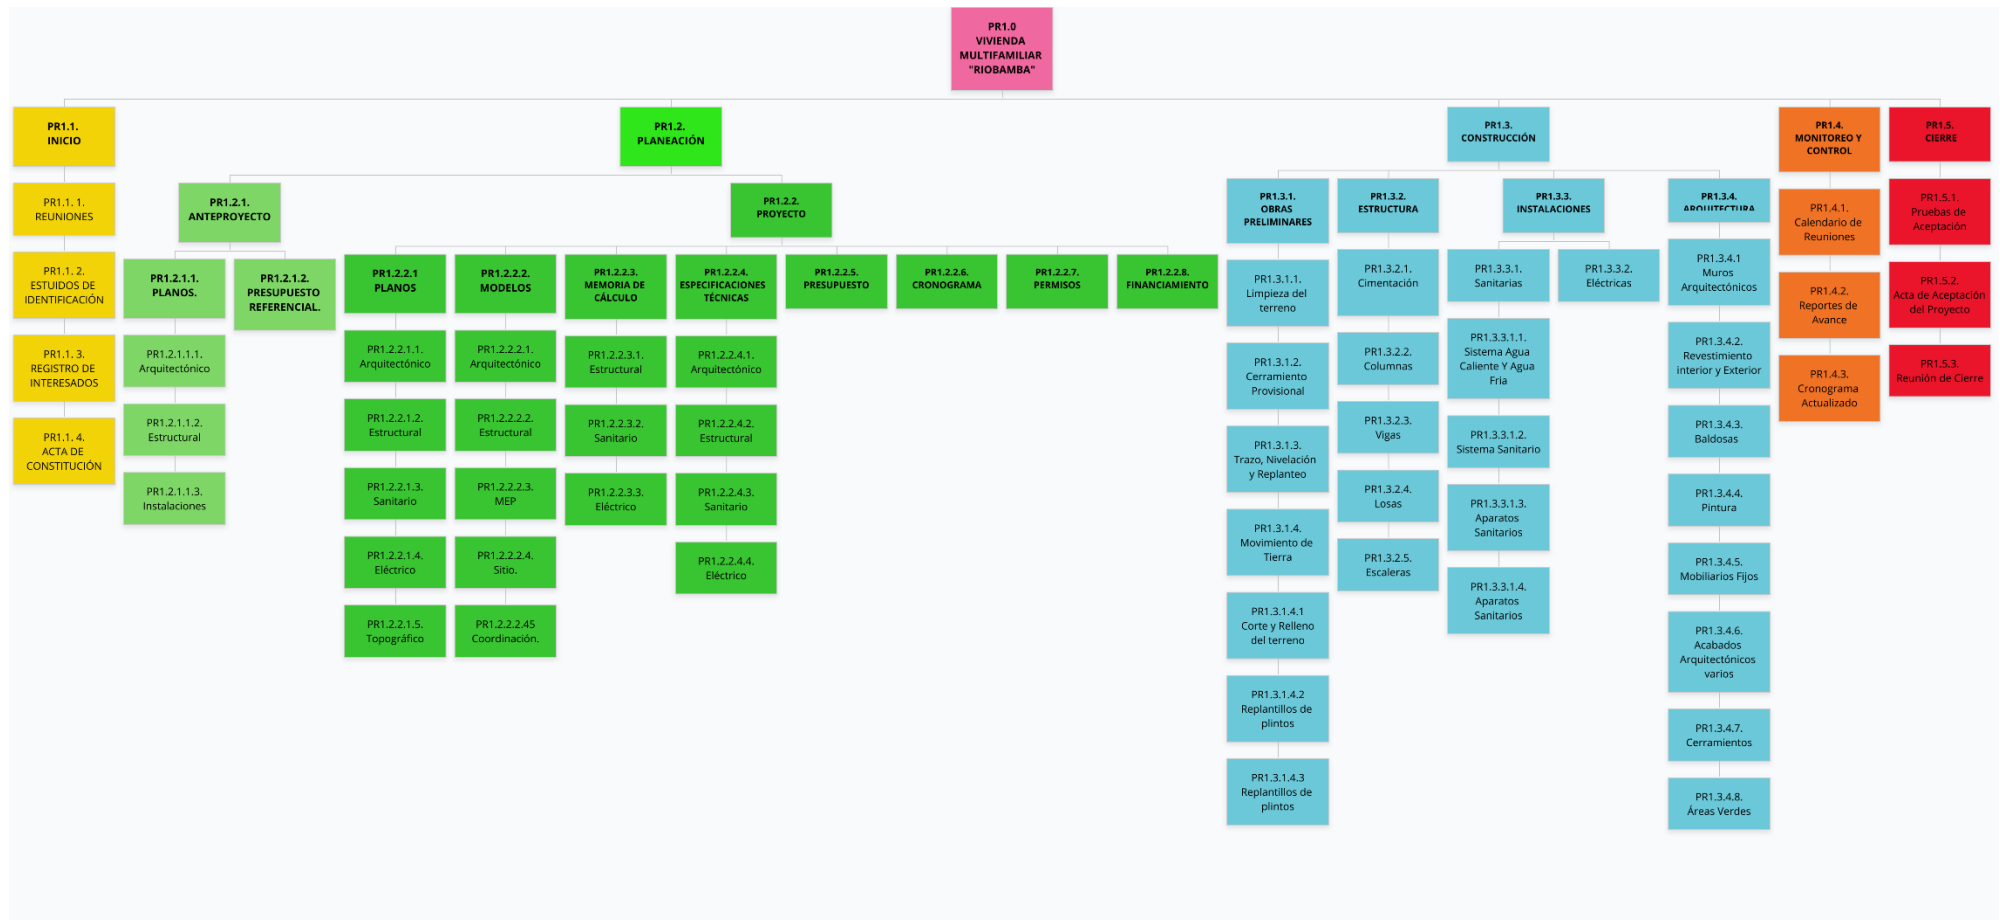 PR1.0
VIVIENDA
MULTIFAMILIAR
"RIOBAMBA"
PR1.1.
INICIO
PR1.1. 1.
REUNIONES
PR1.1. 2.
ESTUIDOS DE
IDENTIFICACIÓN
PR1.1. 3.
REGISTRO DE
INTERESADOS
PR1.1. 4.
ACTA DE
CONSTITUCIÓN
PR1.2.
PLANEACIÓN
PR1.2.1.
ANTEPROYECTO
PR1.2.1.1.
PLANOS.
PR1.2.1.1.1.
Arquitectónico
PR1.2.1.1.2.
Estructural
PR1.2.1.1.3.
Instalaciones
PR1.2.1.2.
PRESUPUESTO
REFERENCIAL.
PR1.2.2.
PROYECTO
PR1.2.2.1
PLANOS
PR1.2.2.1.1.
Arquitectónico
PR1.2.2.1.2.
Estructural
PR1.2.2.1.3.
Sanitario
PR1.2.2.1.4.
Eléctrico
PR1.2.2.1.5.
Topográfico
PR1.2.2.2.
MODELOS
PR1.2.2.2.1.
Arquitectónico
PR1.2.2.2.2.
Estructural
PR1.2.2.2.3.
MEP
PR1.2.2.2.4.
Sitio.
PR1.2.2.2.45
Coordinación.
PR1.2.2.3.
MEMORIA DE
CÁLCULO
PR1.2.2.3.1.
Estructural
PR1.2.2.3.2.
Sanitario
PR1.2.2.3.3.
Eléctrico
PR1.2.2.4.
ESPECIFICACIONES
TÉCNICAS
PR1.2.2.4.1.
Arquitectónico
PR1.2.2.4.2.
Estructural
PR1.2.2.4.3.
Sanitario
PR1.2.2.4.4.
Eléctrico
PR1.2.2.5.
PRESUPUESTO
PR1.2.2.6.
CRONOGRAMA
PR1.2.2.7.
PERMISOS
PR1.2.2.8.
FINANCIAMIENTO
PR1.3.
CONSTRUCCIÓN
PR1.3.1.
OBRAS
PRELIMINARES
PR1.3.1.1.
Limpieza del
terreno
PR1.3.1.2.
Cerramiento
Provisional
PR1.3.1.3.
Trazo, Nivelación
y Replanteo
PR1.3.1.4.
Movimiento de
Tierra
PR1.3.1.4.1
Corte y Relleno
del terreno
PR1.3.1.4.2
Replantillos de
plintos
PR1.3.1.4.3
Replantillos de
plintos
PR1.3.2.
ESTRUCTURA
PR1.3.2.1.
Cimentación
PR1.3.2.2.
Columnas
PR1.3.2.3.
Vigas
PR1.3.2.4.
Losas
PR1.3.2.5.
Escaleras
PR1.3.3.
INSTALACIONES
PR1.3.3.1.
Sanitarias
PR1.3.3.1.1.
Sistema Agua
Caliente Y Agua
Fria
PR1.3.3.1.2.
Sistema Sanitario
PR1.3.3.1.3.
Aparatos
Sanitarios
PR1.3.3.1.4.
Aparatos
Sanitarios
PR1.3.3.2.
Eléctricas
PR1.3.4.
ARQUITECTURA
PR1.3.4.1
Muros
Arquitectónicos
PR1.3.4.2.
Revestimiento
interior y Exterior
PR1.3.4.3.
Baldosas
PR1.3.4.4.
Pintura
PR1.3.4.5.
Mobiliarios Fijos
PR1.3.4.6.
Acabados
Arquitectónicos
varios
PR1.3.4.7.
Cerramientos
PR1.3.4.8.
Áreas Verdes
PR1.4.
MONITOREO Y
CONTROL
PR1.4.1.
Calendario de
Reuniones
PR1.4.2.
Reportes de
Avance
PR1.4.3.
Cronograma
Actualizado
PR1.5.
CIERRE
PR1.5.1.
Pruebas de
Aceptación
PR1.5.2.
Acta de Aceptación
del Proyecto
PR1.5.3.
Reunión de Cierre